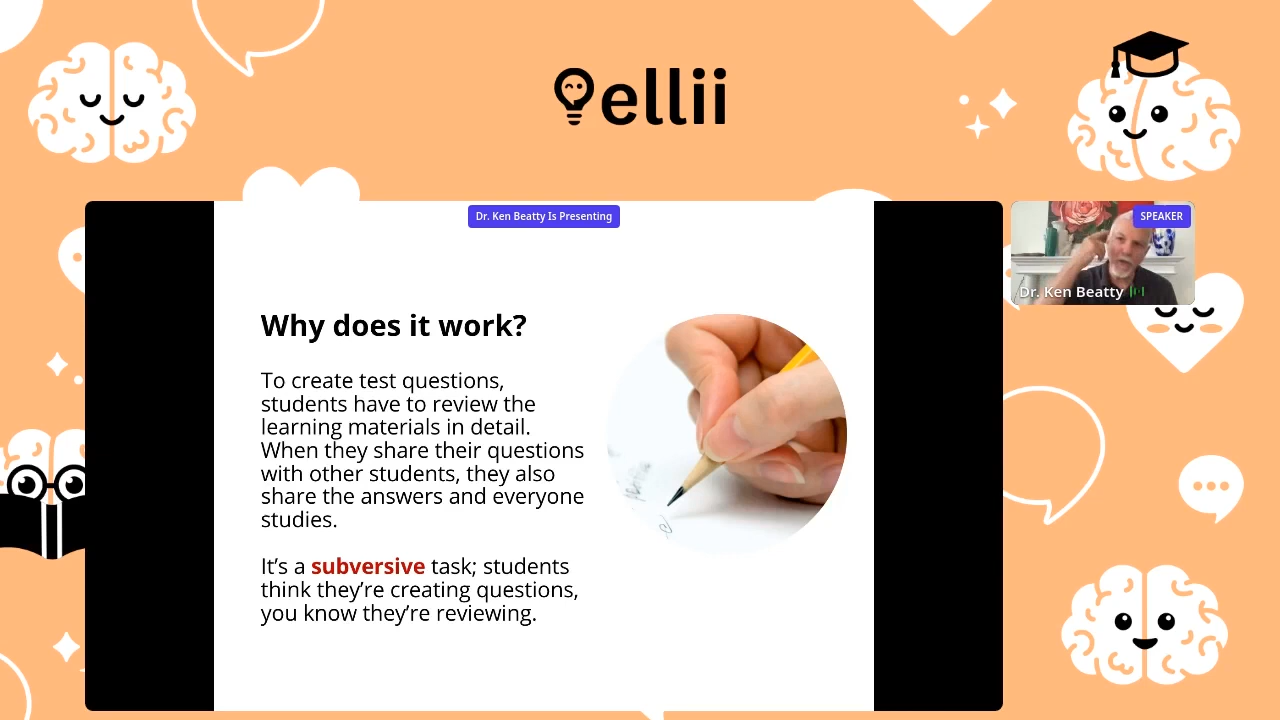 ellii
Dr. Ken Beatty Is Presenting
SPEAKER
Dr. Ken Beatty
Why does it work?
To create test questions,
students have to review the
learning materials in detail.
When they share their questions
with other students, they also
share the answers and everyone
studies.
It's a subversive task; students
think they're creating questions,
you know they're reviewing.